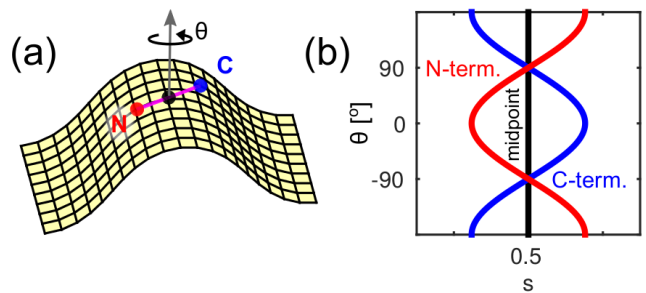 (a)
θ
C
N
(b)
θ [º]
90
0
-90
N-term.
midpoint
C-term.
0.5
s